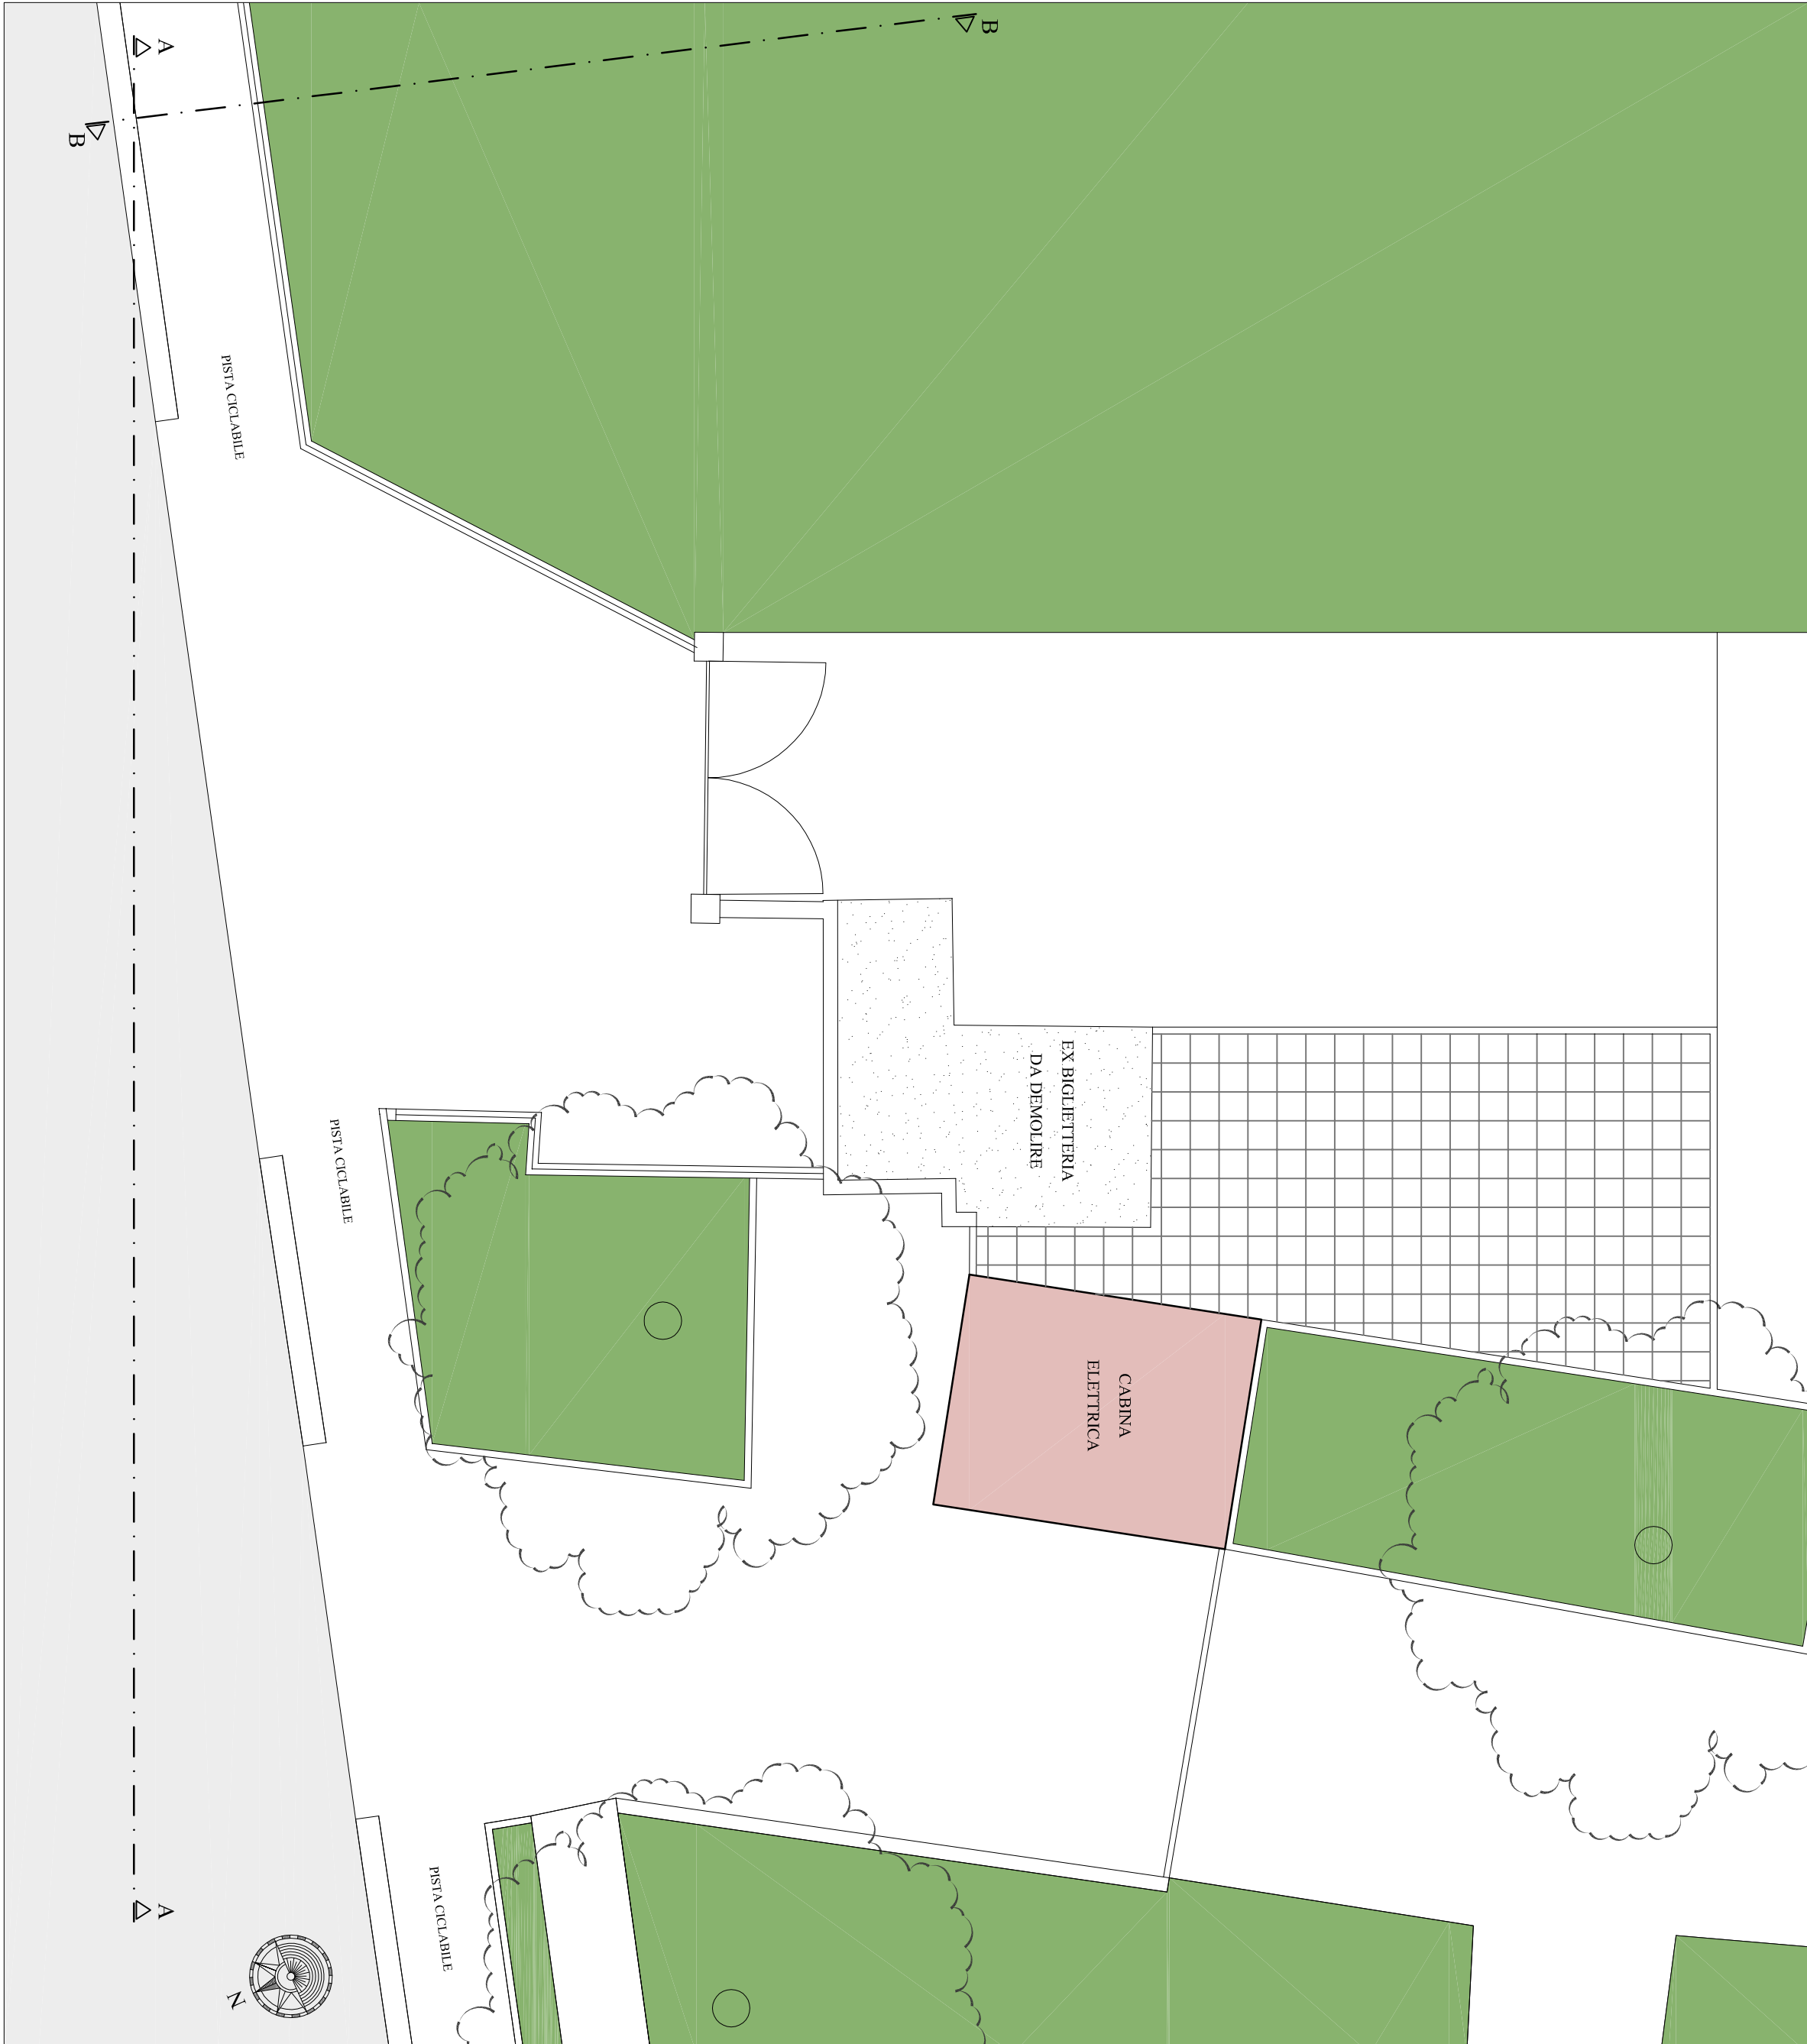 A
B
B
PISTA CICLABILE
EX BIGLIETTERIA
DA DEMOLIRE
PISTA CICLABILE
CABINA
ELETTRICA
PISTA CICLABILE
A
N